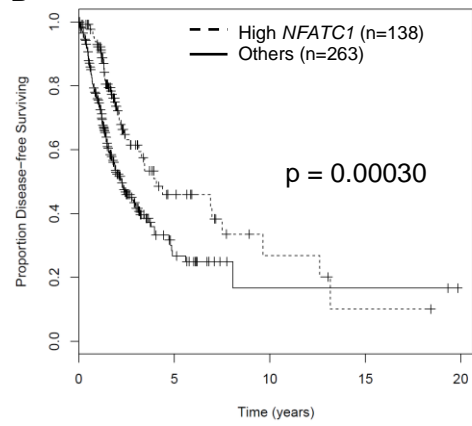 High NFATC1 (n=138)
Others (n=263)
p = 0.00030
Proportion Disease-free Surviving
1.0
0.8
0.6
0.4
0.2
0.0
0 5 10 15 20
Time (years)